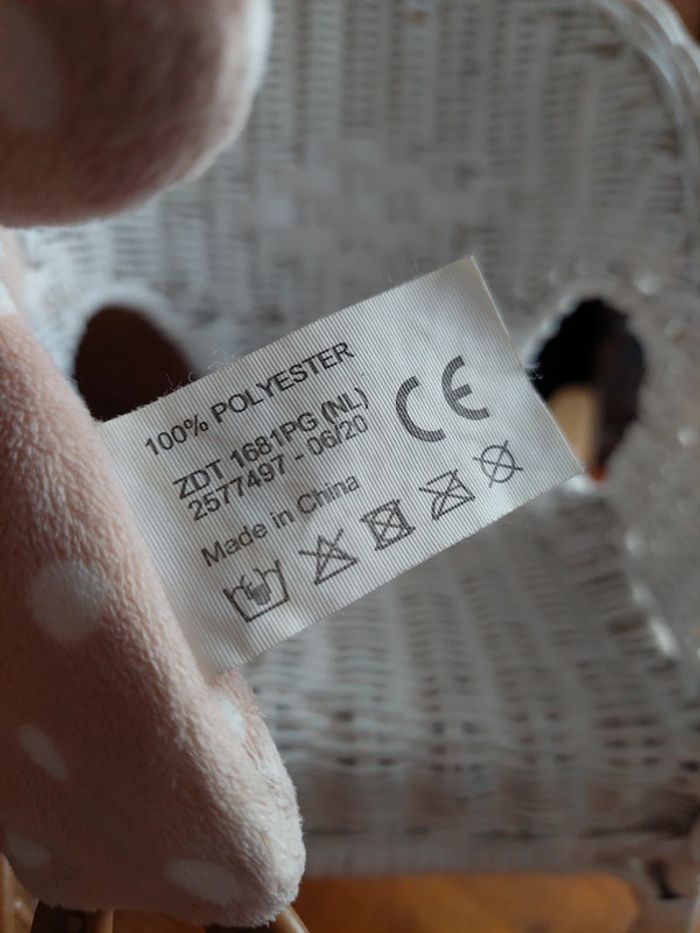 100% POLYESTER
ZDT 1681PG (NL)
2577497 - 06/20
CE
Made in China